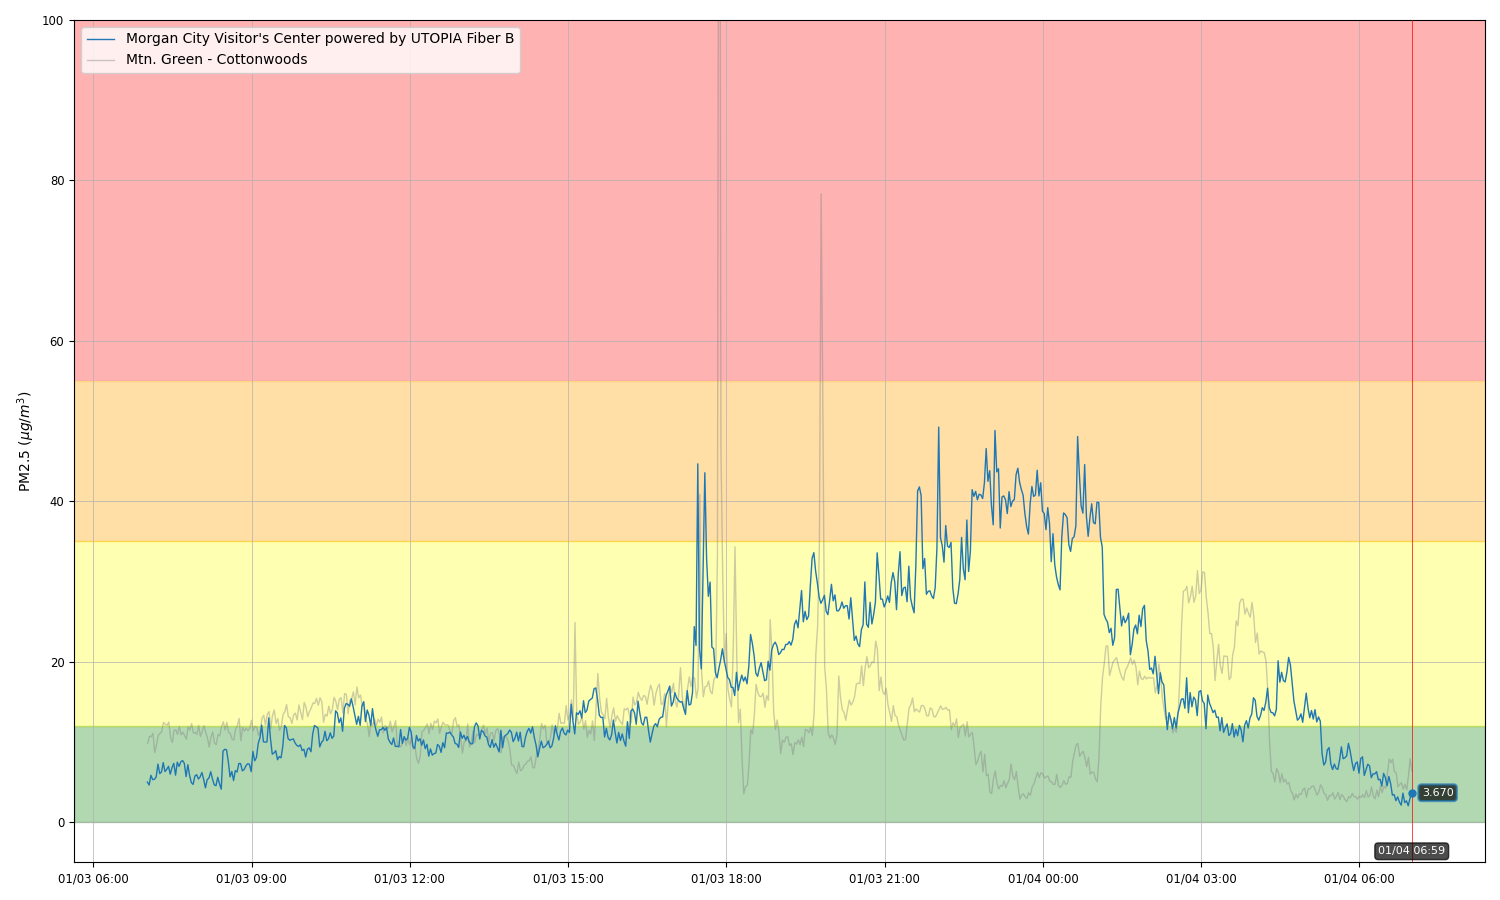 100
Morgan City Visitor's Center powered by UTOPIA Fiber B
Mtn. Green - Cottonwoods
80
60
PM2.5 (μg/m³)
40
20
3.670
0
01/04 06:59
01/03 06:00 01/03 09:00 01/03 12:00 01/03 15:00 01/03 18:00 01/03 21:00 01/04 00:00 01/04 03:00 01/04 06:00